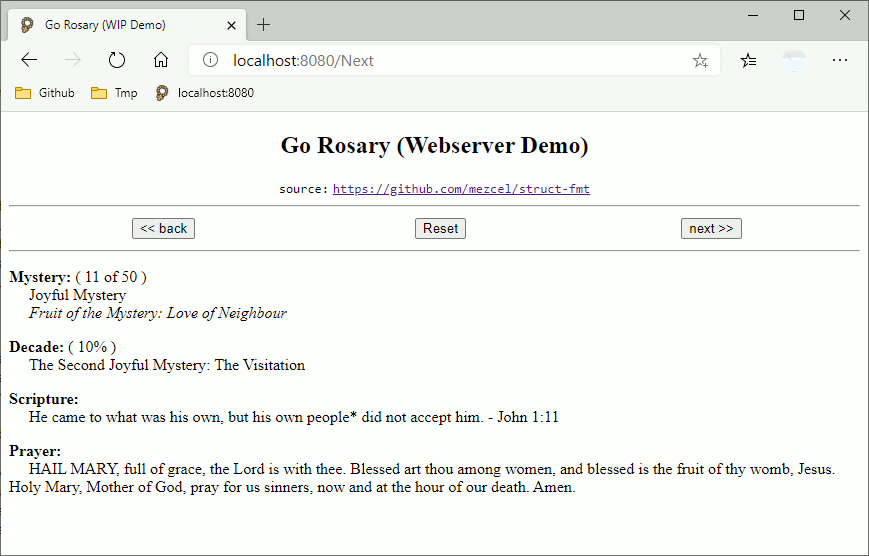 Go Rosary (WIP Demo)
localhost:8080/Next
Github Tmp localhost:8080
Go Rosary (Webserver Demo)
source: https://github.com/mezcel/struct-fmt
<< back Reset next >>
Mystery: ( 11 of 50 )
Joyful Mystery
Fruit of the Mystery: Love of Neighbour
Decade: ( 10% )
The Second Joyful Mystery: The Visitation
Scripture:
He came to what was his own, but his own people* did not accept him. - John 1:11
Prayer:
HAIL MARY, full of grace, the Lord is with thee. Blessed art thou among women, and blessed is the fruit of thy womb, Jesus.
Holy Mary, Mother of God, pray for us sinners, now and at the hour of our death. Amen.